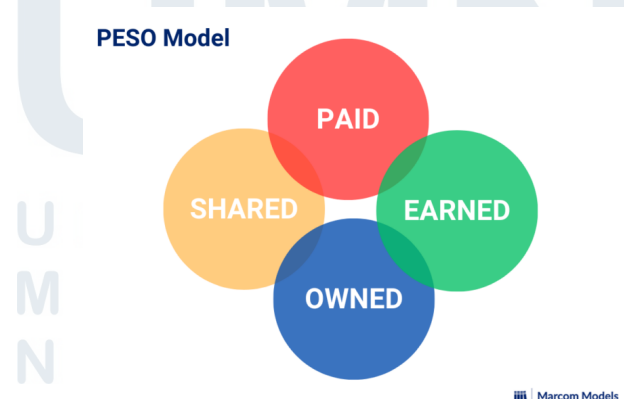 PESO Model
PAID
SHARED
EARNED
OWNED
U
M
N
Marcom Models